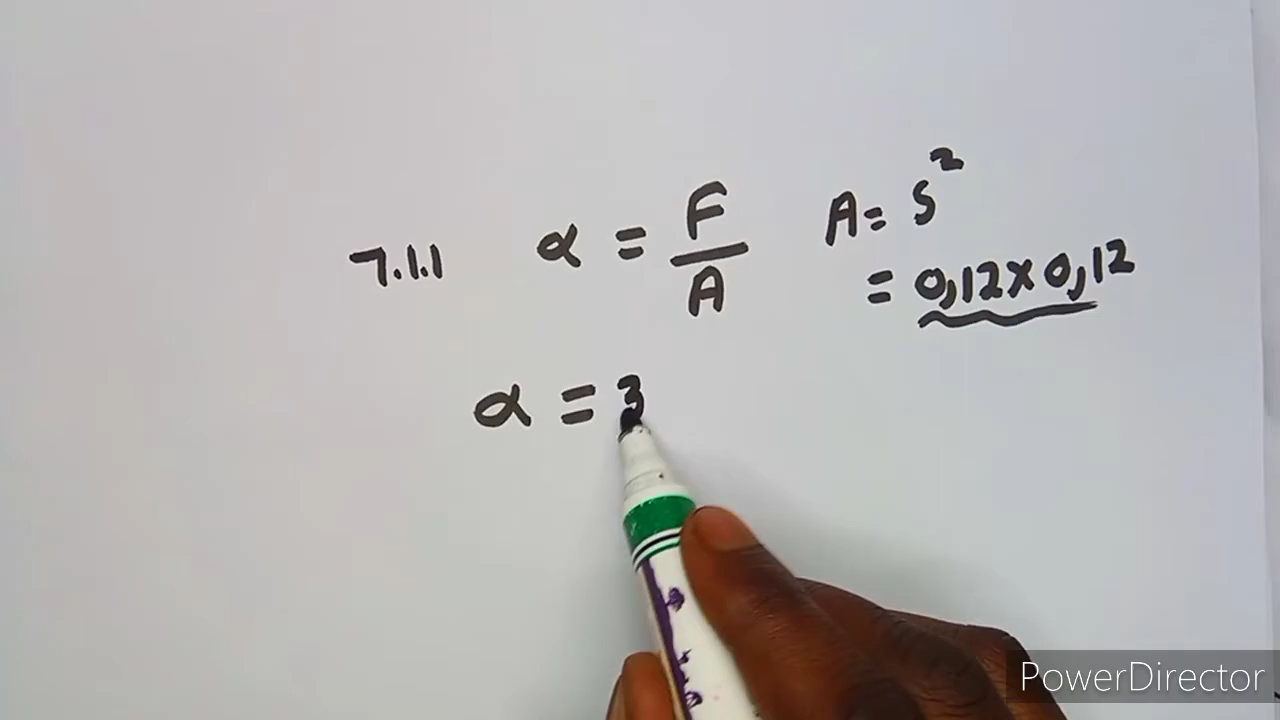 7.1.1 α = F/A A = S²
= 0,12 x 0,12
α = 3
PowerDirector